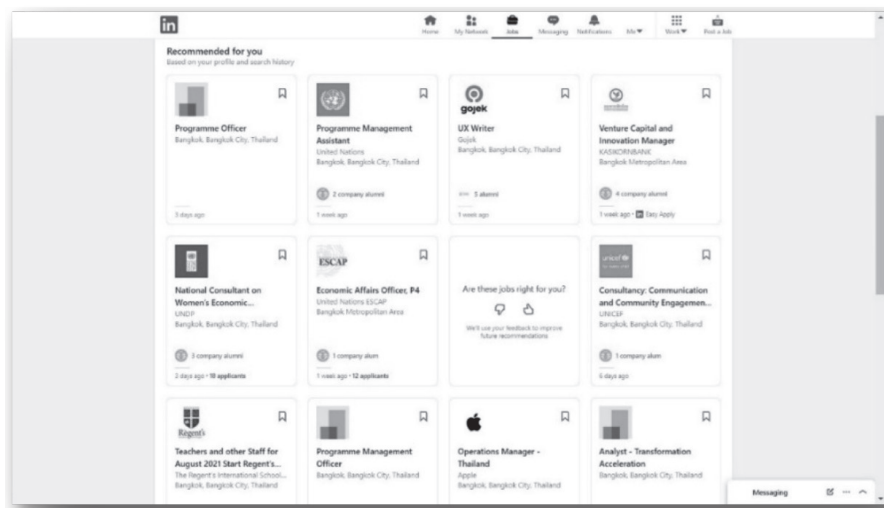 in
Home My Network Jobs Messaging Notifications Me Work Post a Job
Recommended for you
Based on your profile and search history
Programme Officer
Bangkok, Bangkok City, Thailand
3 days ago
Programme Management
Assistant
United Nations
Bangkok, Bangkok City, Thailand
2 company alumni
1 week ago
gojek
UX Writer
Gojek
Bangkok, Bangkok City, Thailand
5 alumni
1 week ago
Venture Capital and
Innovation Manager
KASIKORNBANK
Bangkok Metropolitan Area
4 company alumni
1 week ago • in Easy Apply
National Consultant on
Women's Economic...
UNDP
Bangkok, Bangkok City, Thailand
3 company alumni
2 days ago • 18 applicants
ESCAP
Economic Affairs Officer, P4
United Nations ESCAP
Bangkok Metropolitan Area
1 company alum
1 week ago • 12 applicants
Are these jobs right for you?
We'll use your feedback to improve
future recommendations
unicef
Consultancy: Communication
and Community Engagemen...
UNICEF
Bangkok, Bangkok City, Thailand
1 company alum
6 days ago
Regent's
Teachers and other Staff for
August 2021 Start Regent's...
The Regent's International School...
Bangkok, Bangkok City, Thailand
Programme Management
Officer
Bangkok, Bangkok City, Thailand
Operations Manager -
Thailand
Apple
Bangkok, Bangkok City, Thailand
Analyst - Transformation
Acceleration
Bangkok, Bangkok City, Thailand
Messaging